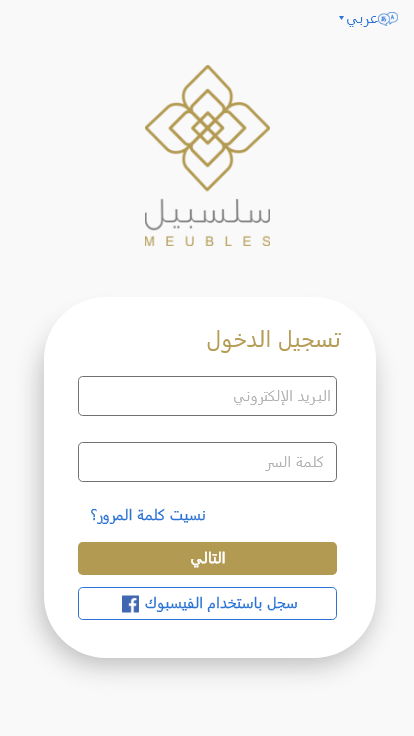 عربي
سلسبيل
MEUBLES
تسجيل الدخول
البريد الإلكتروني
كلمة السر
نسيت كلمة المرور؟
التالي
سجل باستخدام الفيسبوك